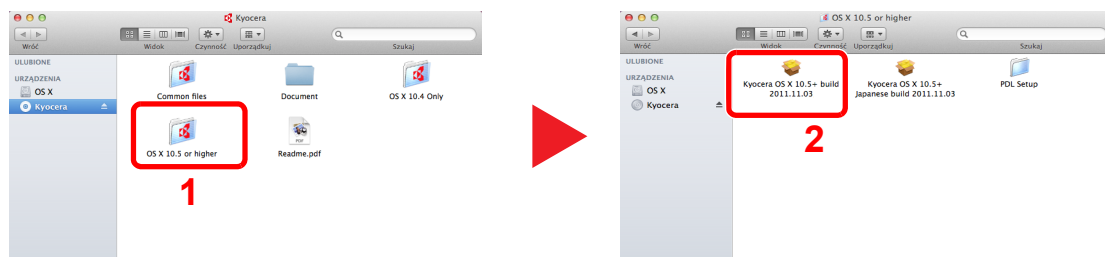 Kyocera
Wróć
Widok
Czynność
Uporządkuj
Szukaj
ULUBIONE
URZĄDZENIA
OS X
Kyocera
Common files
Document
OS X 10.4 Only
OS X 10.5 or higher
PDF
Readme.pdf
1
OS X 10.5 or higher
Wróć
Widok
Czynność
Uporządkuj
Szukaj
ULUBIONE
URZĄDZENIA
OS X
Kyocera
Kyocera OS X 10.5+ build
2011.11.03
Kyocera OS X 10.5+
Japanese build 2011.11.03
PDL Setup
2